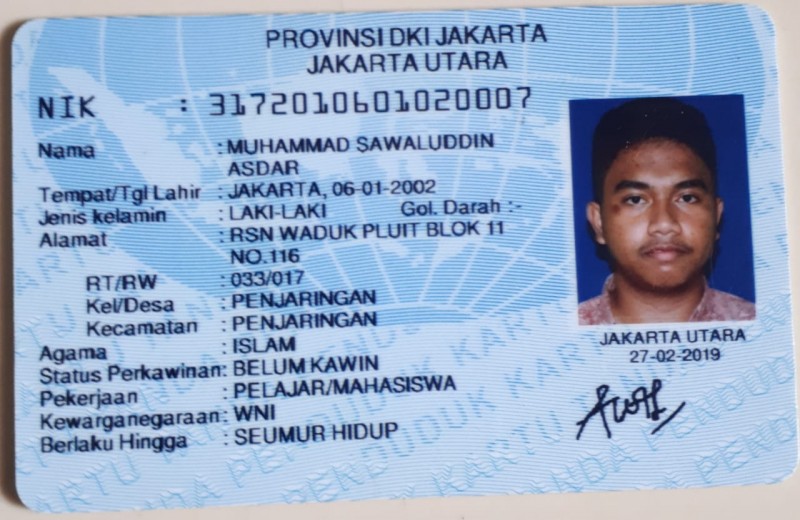 PROVINSI DKI JAKARTA
JAKARTA UTARA
NIK : 3172010601020007
Nama : MUHAMMAD SAWALUDDIN
ASDAR
Tempat/Tgl Lahir : JAKARTA, 06-01-2002
Jenis kelamin : LAKI-LAKI Gol. Darah :-
Alamat : RSN WADUK PLUIT BLOK 11
NO.116
RT/RW : 033/017
Kel/Desa : PENJARINGAN
Kecamatan : PENJARINGAN
Agama : ISLAM
Status Perkawinan: BELUM KAWIN
Pekerjaan : PELAJAR/MAHASISWA
Kewarganegaraan: WNI
Berlaku Hingga : SEUMUR HIDUP
JAKARTA UTARA
27-02-2019